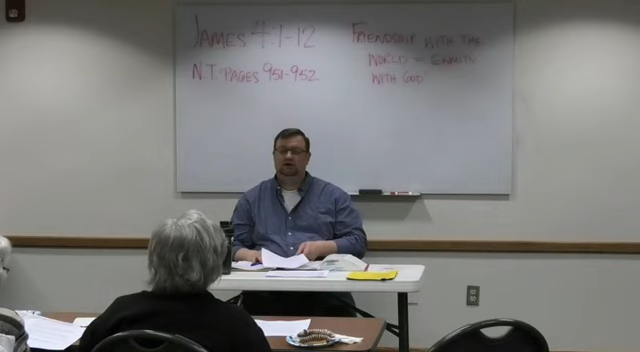 JAMES 4:1-12
N.T. PAGES 951-952
FRIENDSHIP WITH THE
WORLD = ENMITY
WITH GOD